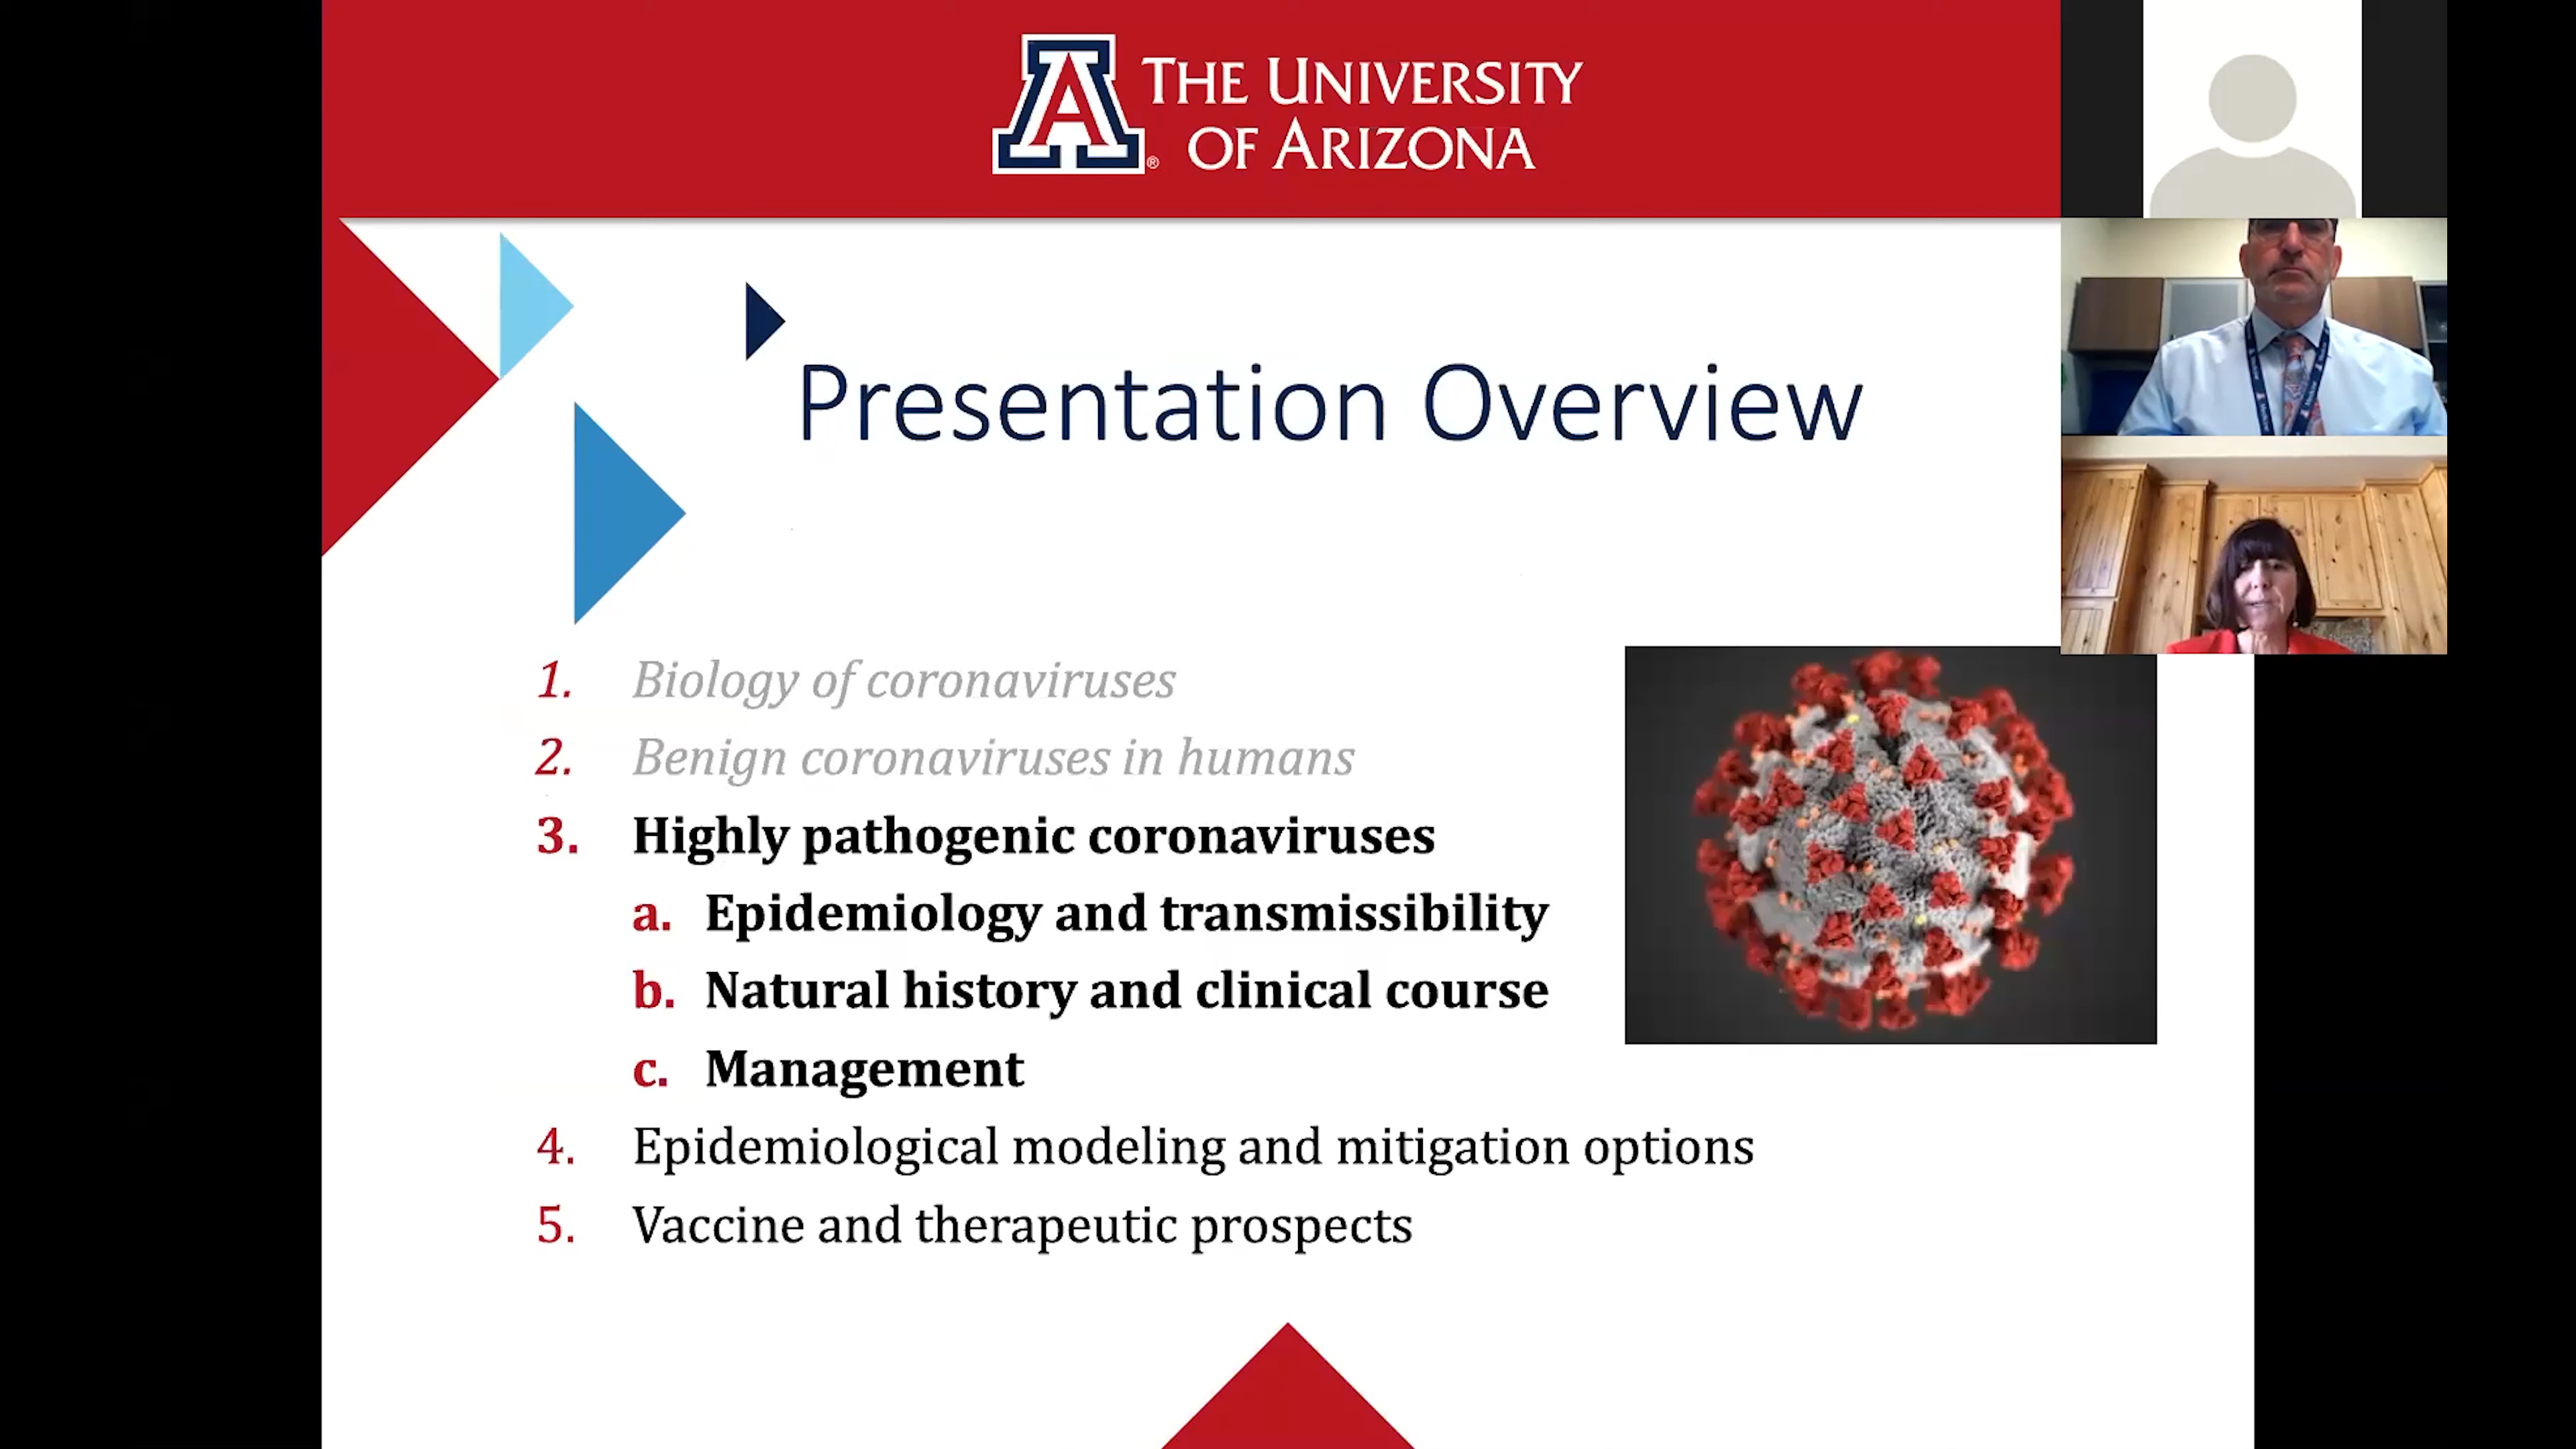 THE UNIVERSITY
OF ARIZONA
®
Presentation Overview
1. Biology of coronaviruses
2. Benign coronaviruses in humans
3. Highly pathogenic coronaviruses
a. Epidemiology and transmissibility
b. Natural history and clinical course
c. Management
4. Epidemiological modeling and mitigation options
5. Vaccine and therapeutic prospects